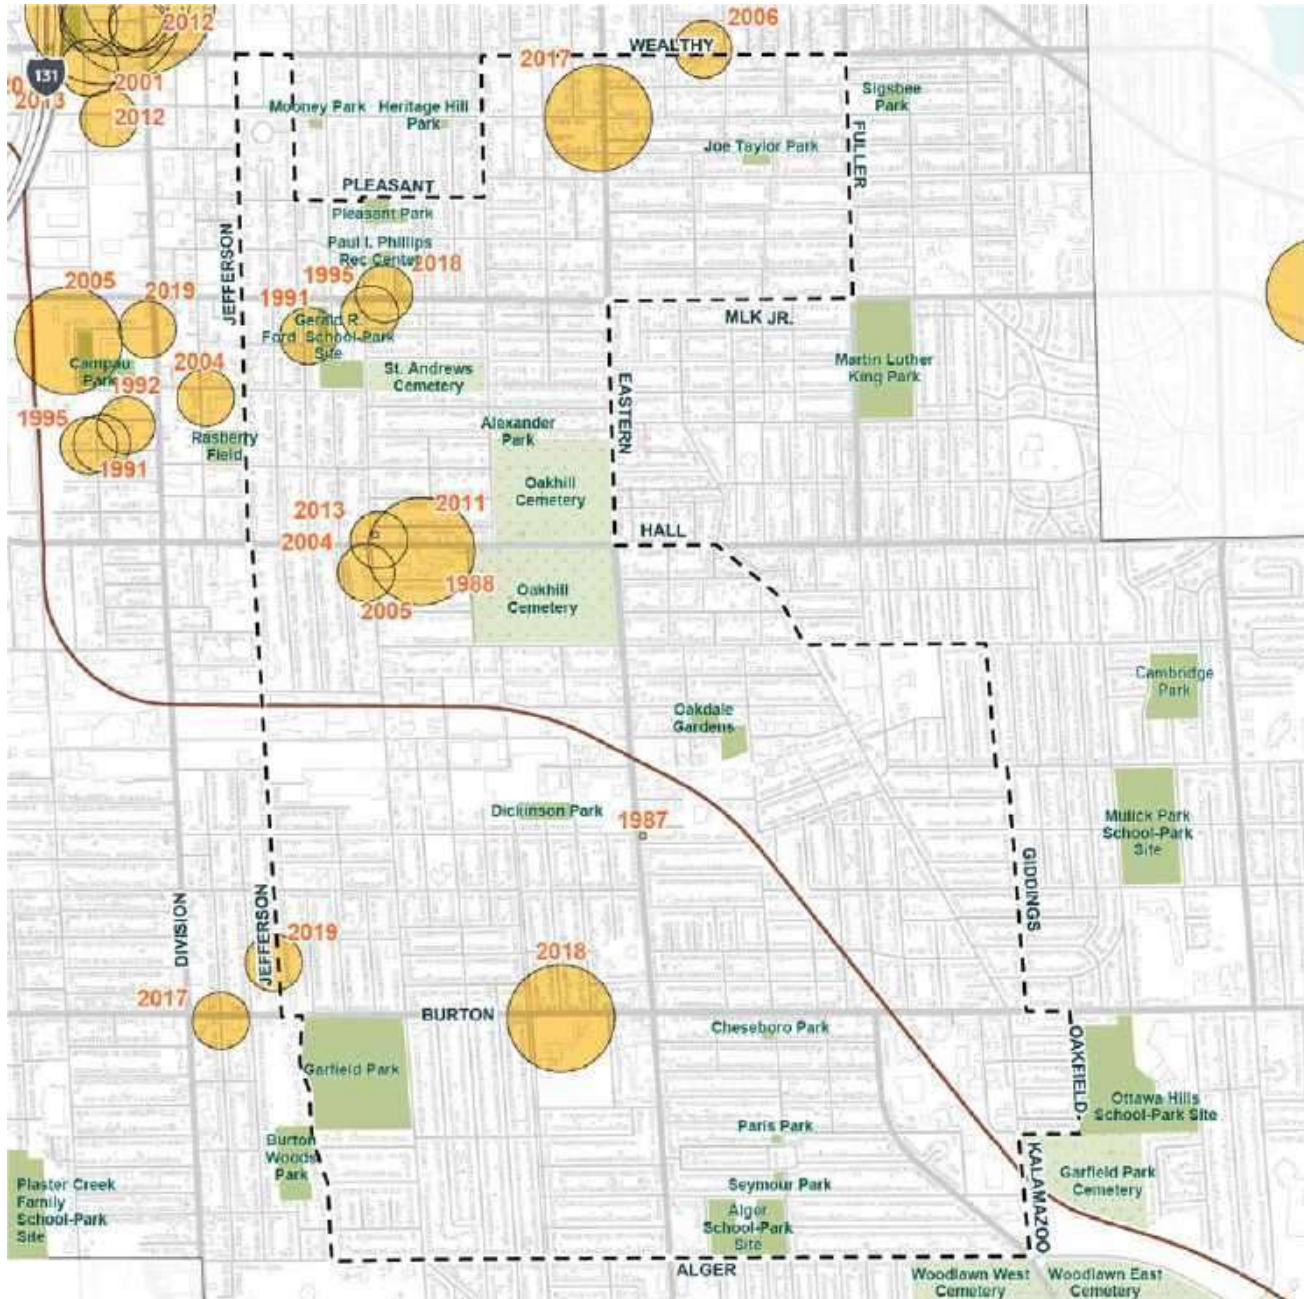 2012
2006
WEALTHY
2017
131
2001
2013
2012
Sigsbee
Park
Mooney Park
Heritage Hill
Park
FULLER
Joe Taylor Park
PLEASANT
Pleasant Park
JEFFERSON
Paul I. Phillips
Rec Center
2018
1995
2005
2019
1991
MLK JR.
Gerald R.
Ford School-Park
Site
Martin Luther
King Park
2004
Campau
Park
St. Andrews
Cemetery
EASTERN
1992
1995
Alexander
Park
Rasberry
Field
1991
Oakhill
Cemetery
2013
2011
HALL
2004
1988
Oakhill
Cemetery
2005
Cambridge
Park
Oakdale
Gardens
Dickinson Park
1987
Mulick Park
School-Park
Site
GIDDINGS
DIVISION
JEFFERSON
2019
2018
2017
BURTON
Cheseboro Park
OAKFIELD
Garfield Park
Ottawa Hills
School-Park Site
Paris Park
Burton
Woods
Park
KALAMAZOO
Garfield Park
Cemetery
Plaster Creek
Family
School-Park
Site
Seymour Park
Alger
School-Park
Site
ALGER
Woodlawn West
Cemetery
Woodlawn East
Cemetery